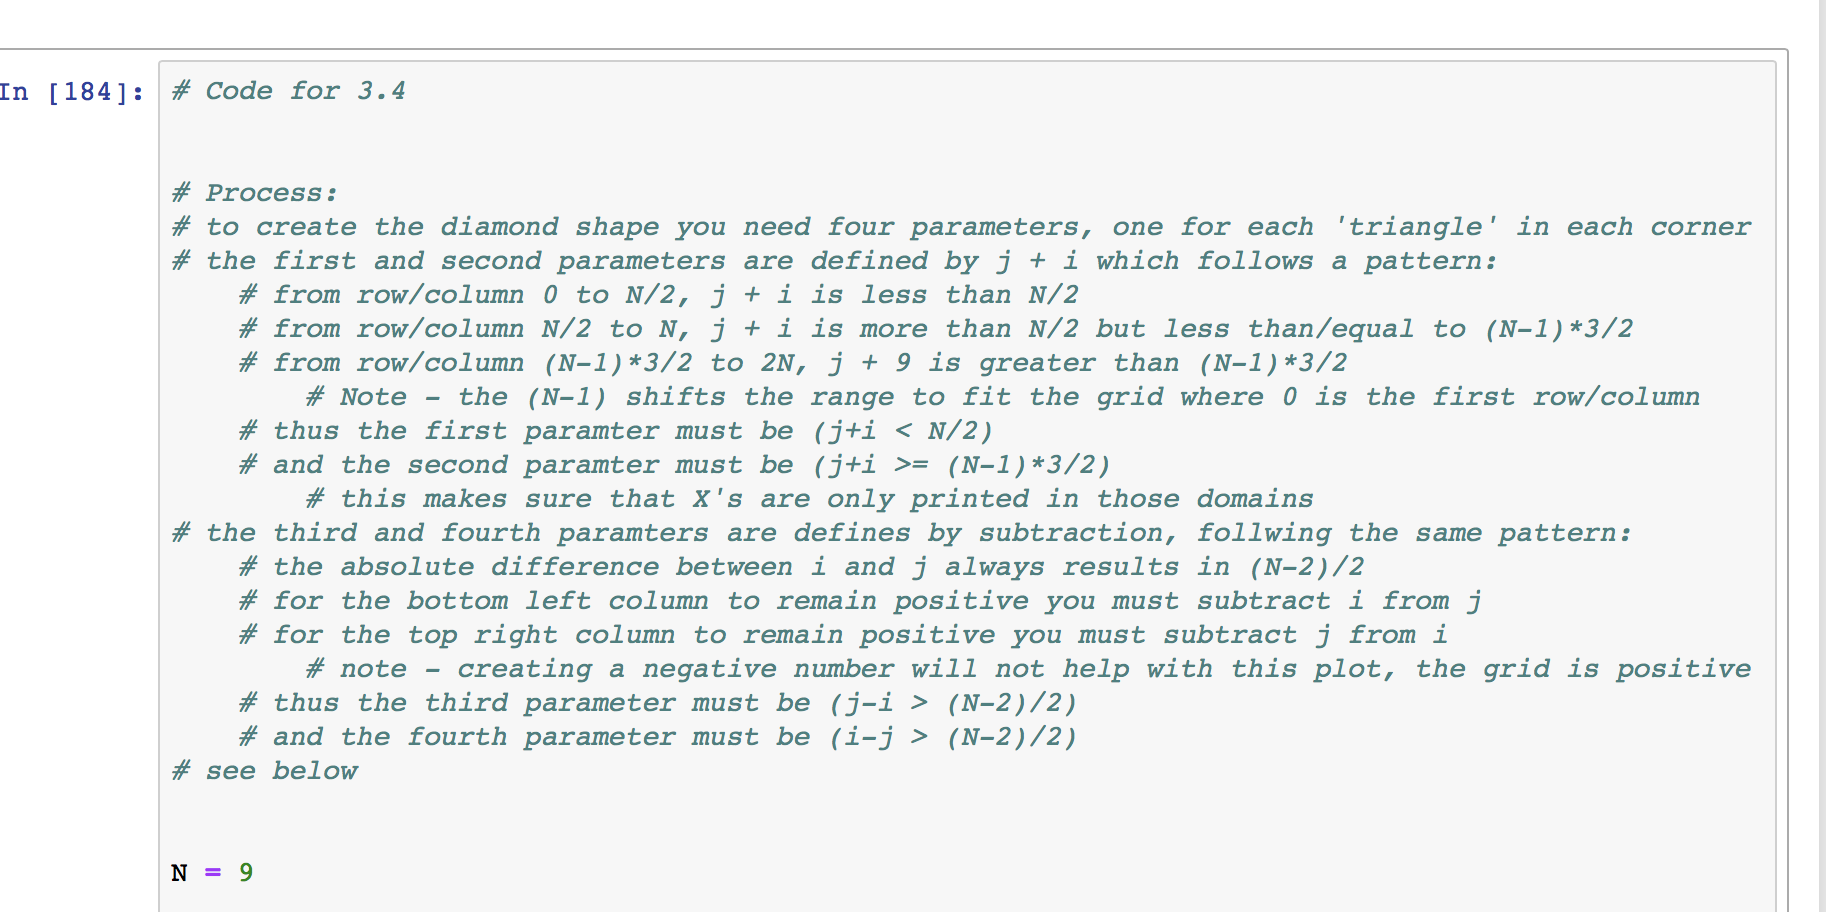 In [184]: # Code for 3.4
# Process:
# to create the diamond shape you need four parameters, one for each 'triangle' in each corner
# the first and second parameters are defined by j + i which follows a pattern:
# from row/column 0 to N/2, j + i is less than N/2
# from row/column N/2 to N, j + i is more than N/2 but less than/equal to (N-1)*3/2
# from row/column (N-1)*3/2 to 2N, j + 9 is greater than (N-1)*3/2
# Note - the (N-1) shifts the range to fit the grid where 0 is the first row/column
# thus the first paramter must be (j+i < N/2)
# and the second paramter must be (j+i >= (N-1)*3/2)
# this makes sure that X's are only printed in those domains
# the third and fourth paramters are defines by subtraction, follwing the same pattern:
# the absolute difference between i and j always results in (N-2)/2
# for the bottom left column to remain positive you must subtract i from j
# for the top right column to remain positive you must subtract j from i
# note - creating a negative number will not help with this plot, the grid is positive
# thus the third parameter must be (j-i > (N-2)/2)
# and the fourth parameter must be (i-j > (N-2)/2)
# see below
N = 9